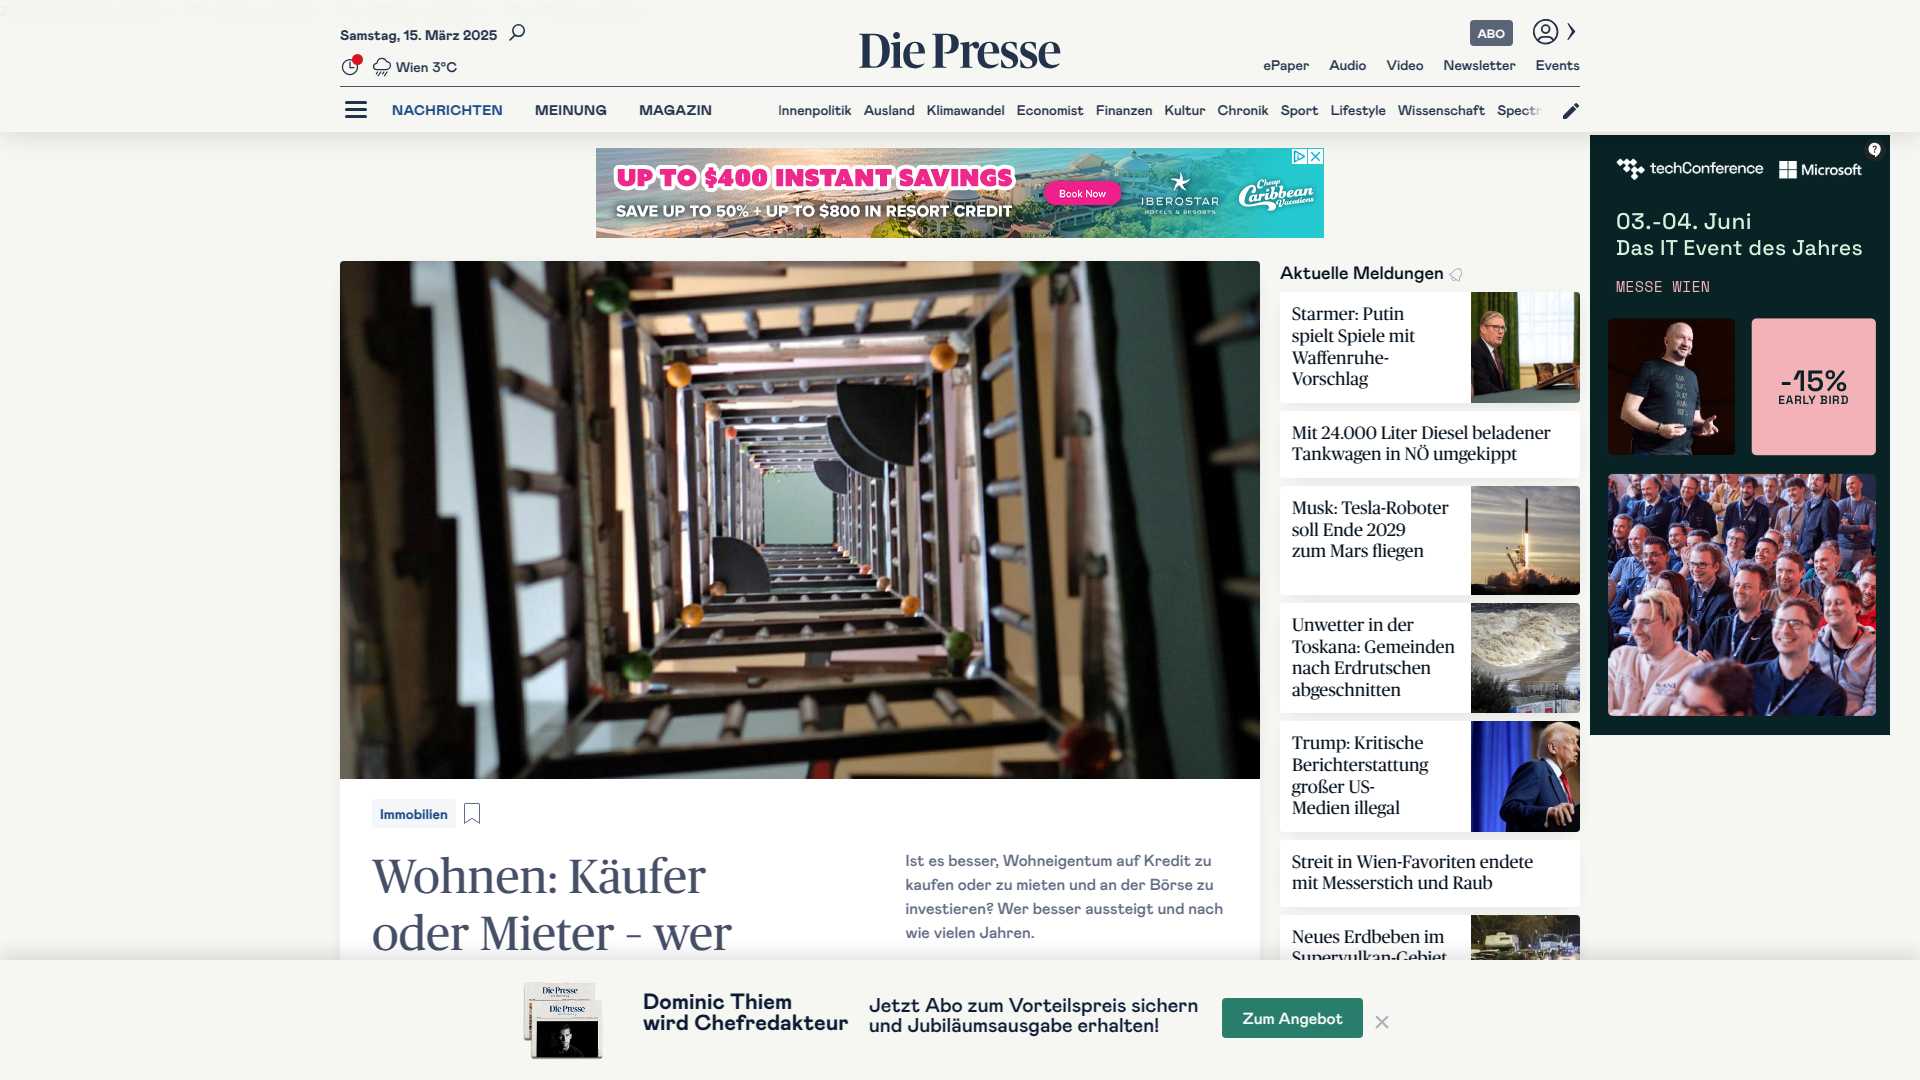 Samstag, 15. März 2025
Wien 3°C
Die Presse
ABO
ePaper Audio Video Newsletter Events
NACHRICHTEN MEINUNG MAGAZIN
Innenpolitik Ausland Klimawandel Economist Finanzen Kultur Chronik Sport Lifestyle Wissenschaft Spectr
UP TO $400 INSTANT SAVINGS
SAVE UP TO 50% + UP TO $800 IN RESORT CREDIT
Book Now
IBEROSTAR
HOTELS & RESORTS
Cheap
Caribbean
Vacations
techConference Microsoft
03.-04. Juni
Das IT Event des Jahres
MESSE WIEN
-15%
EARLY BIRD
Aktuelle Meldungen
Starmer: Putin
spielt Spiele mit
Waffenruhe-
Vorschlag
Mit 24.000 Liter Diesel beladener
Tankwagen in NÖ umgekippt
Musk: Tesla-Roboter
soll Ende 2029
zum Mars fliegen
Unwetter in der
Toskana: Gemeinden
nach Erdrutschen
abgeschnitten
Trump: Kritische
Berichterstattung
großer US-
Medien illegal
Streit in Wien-Favoriten endete
mit Messerstich und Raub
Neues Erdbeben im
Supervulkan-Gebiet
Immobilien
Wohnen: Käufer
oder Mieter – wer
Ist es besser, Wohneigentum auf Kredit zu
kaufen oder zu mieten und an der Börse zu
investieren? Wer besser aussteigt und nach
wie vielen Jahren.
Die Presse
Die Presse
Dominic Thiem
wird Chefredakteur
Jetzt Abo zum Vorteilspreis sichern
und Jubiläumsausgabe erhalten!
Zum Angebot